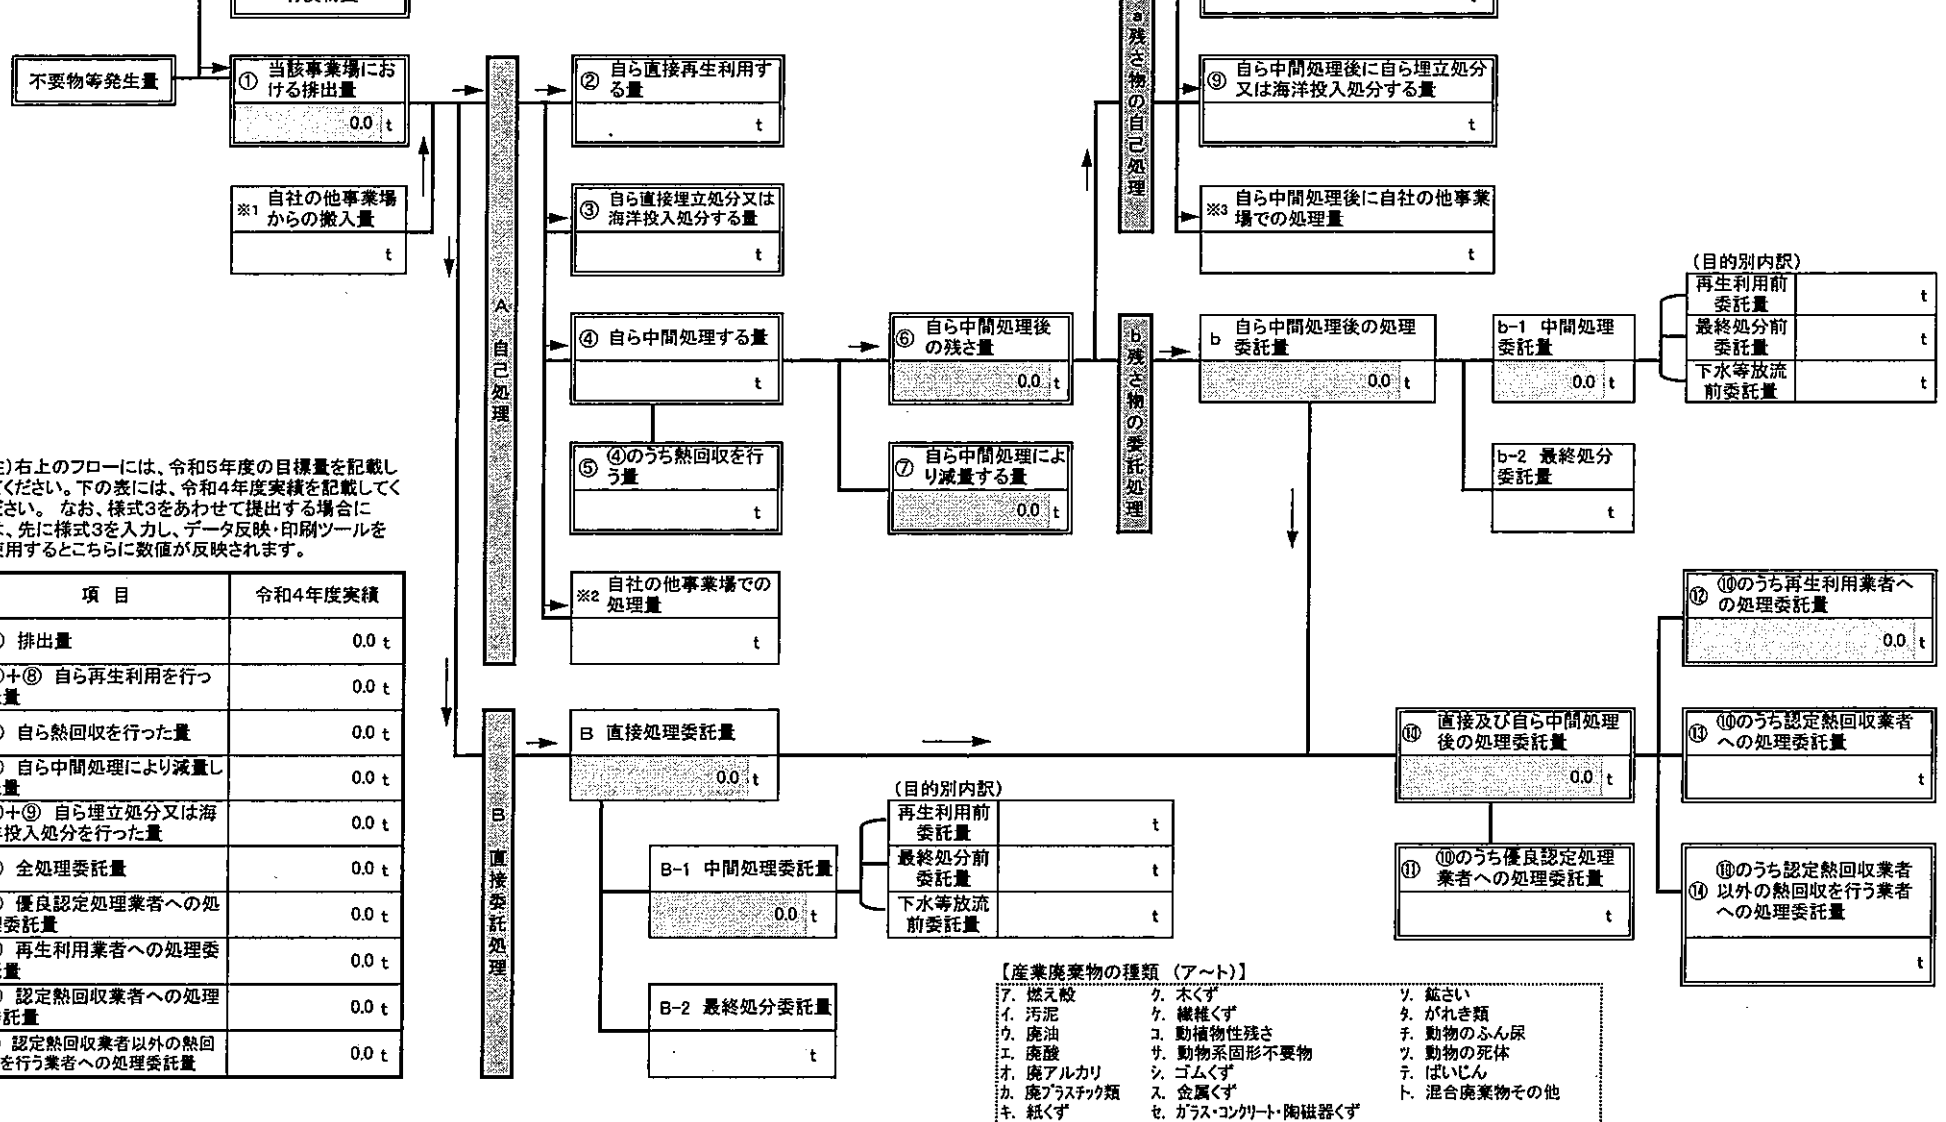 t
不要物等発生量
① 当該事業場にお
ける排出量
0.0 t
※1 自社の他事業場
からの搬入量
t
A 自己処理
② 自ら直接再生利用す
る量
t
③ 自ら直接埋立処分又は
海洋投入処分する量
t
④ 自ら中間処理する量
t
⑤ ④のうち熱回収を行
う量
t
※2 自社の他事業場での
処理量
t
⑥ 自ら中間処理後
の残さ量
0.0 t
⑦ 自ら中間処理によ
り減量する量
0.0 t
a 残さ物の自己処理
⑨ 自ら中間処理後に自ら埋立処分
又は海洋投入処分する量
t
※3 自ら中間処理後に自社の他事業
場での処理量
t
b 残さ物の委託処理
b 自ら中間処理後の処理
委託量
0.0 t
b-1 中間処理
委託量
0.0 t
(目的別内訳)
再生利用前
委託量
t
最終処分前
委託量
t
下水等放流
前委託量
t
b-2 最終処分
委託量
t
)右上のフローには、令和5年度の目標量を記載し
ください。下の表には、令和4年度実績を記載してく
さい。 なお、様式3をあわせて提出する場合に
、先に様式3を入力し、データ反映・印刷ツールを
用するとこちらに数値が反映されます。
項 目 令和4年度実績
) 排出量 0.0 t
)+⑧ 自ら再生利用を行っ
量 0.0 t
) 自ら熱回収を行った量 0.0 t
) 自ら中間処理により減量し
量 0.0 t
)+⑨ 自ら埋立処分又は海
投入処分を行った量 0.0 t
) 全処理委託量 0.0 t
) 優良認定処理業者への処
委託量 0.0 t
) 再生利用業者への処理委
量 0.0 t
) 認定熱回収業者への処理
託量 0.0 t
) 認定熱回収業者以外の熱回
を行う業者への処理委託量 0.0 t
B 直接委託処理
B 直接処理委託量
0.0 t
B-1 中間処理委託量
0.0 t
(目的別内訳)
再生利用前
委託量
t
最終処分前
委託量
t
下水等放流
前委託量
t
B-2 最終処分委託量
t
⑩ 直接及び自ら中間処理
後の処理委託量
0.0 t
⑪ ⑩のうち優良認定処理
業者への処理委託量
t
⑫ ⑩のうち再生利用業者へ
の処理委託量
0.0 t
⑬ ⑩のうち認定熱回収業者
への処理委託量
t
⑭ ⑩のうち認定熱回収業者
以外の熱回収を行う業者
への処理委託量
t
【産業廃棄物の種類 (ア~ト)】
ア. 燃え殻 ク. 木くず ソ. 鉱さい
イ. 汚泥 ケ. 繊維くず タ. がれき類
ウ. 廃油 コ. 動植物性残さ チ. 動物のふん尿
エ. 廃酸 サ. 動物系固形不要物 ツ. 動物の死体
オ. 廃アルカリ シ. ゴムくず テ. ばいじん
カ. 廃プラスチック類 ス. 金属くず ト. 混合廃棄物その他
キ. 紙くず セ. ガラス・コンクリート・陶磁器くず